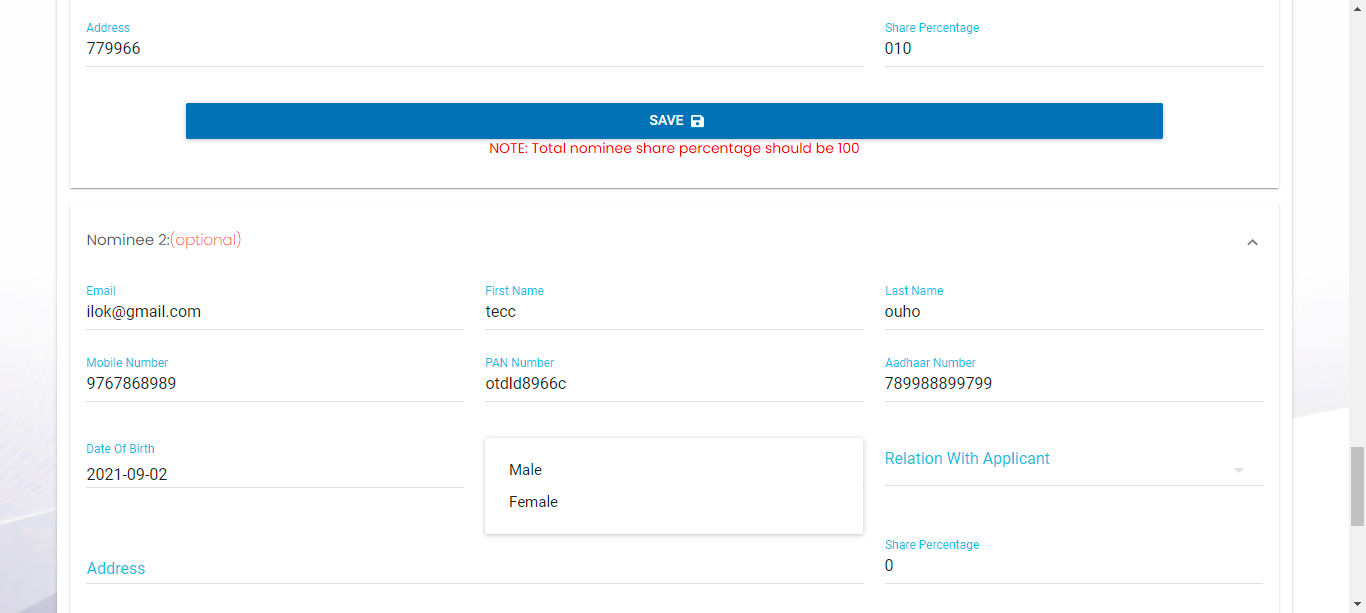 Address Share Percentage
779966 010
SAVE
NOTE: Total nominee share percentage should be 100
Nominee 2:(optional)
Email First Name Last Name
ilok@gmail.com tecc ouho
Mobile Number PAN Number Aadhaar Number
9767868989 otdld8966c 789988899799
Date Of Birth
2021-09-02
Male
Female
Relation With Applicant
Address
Share Percentage
0